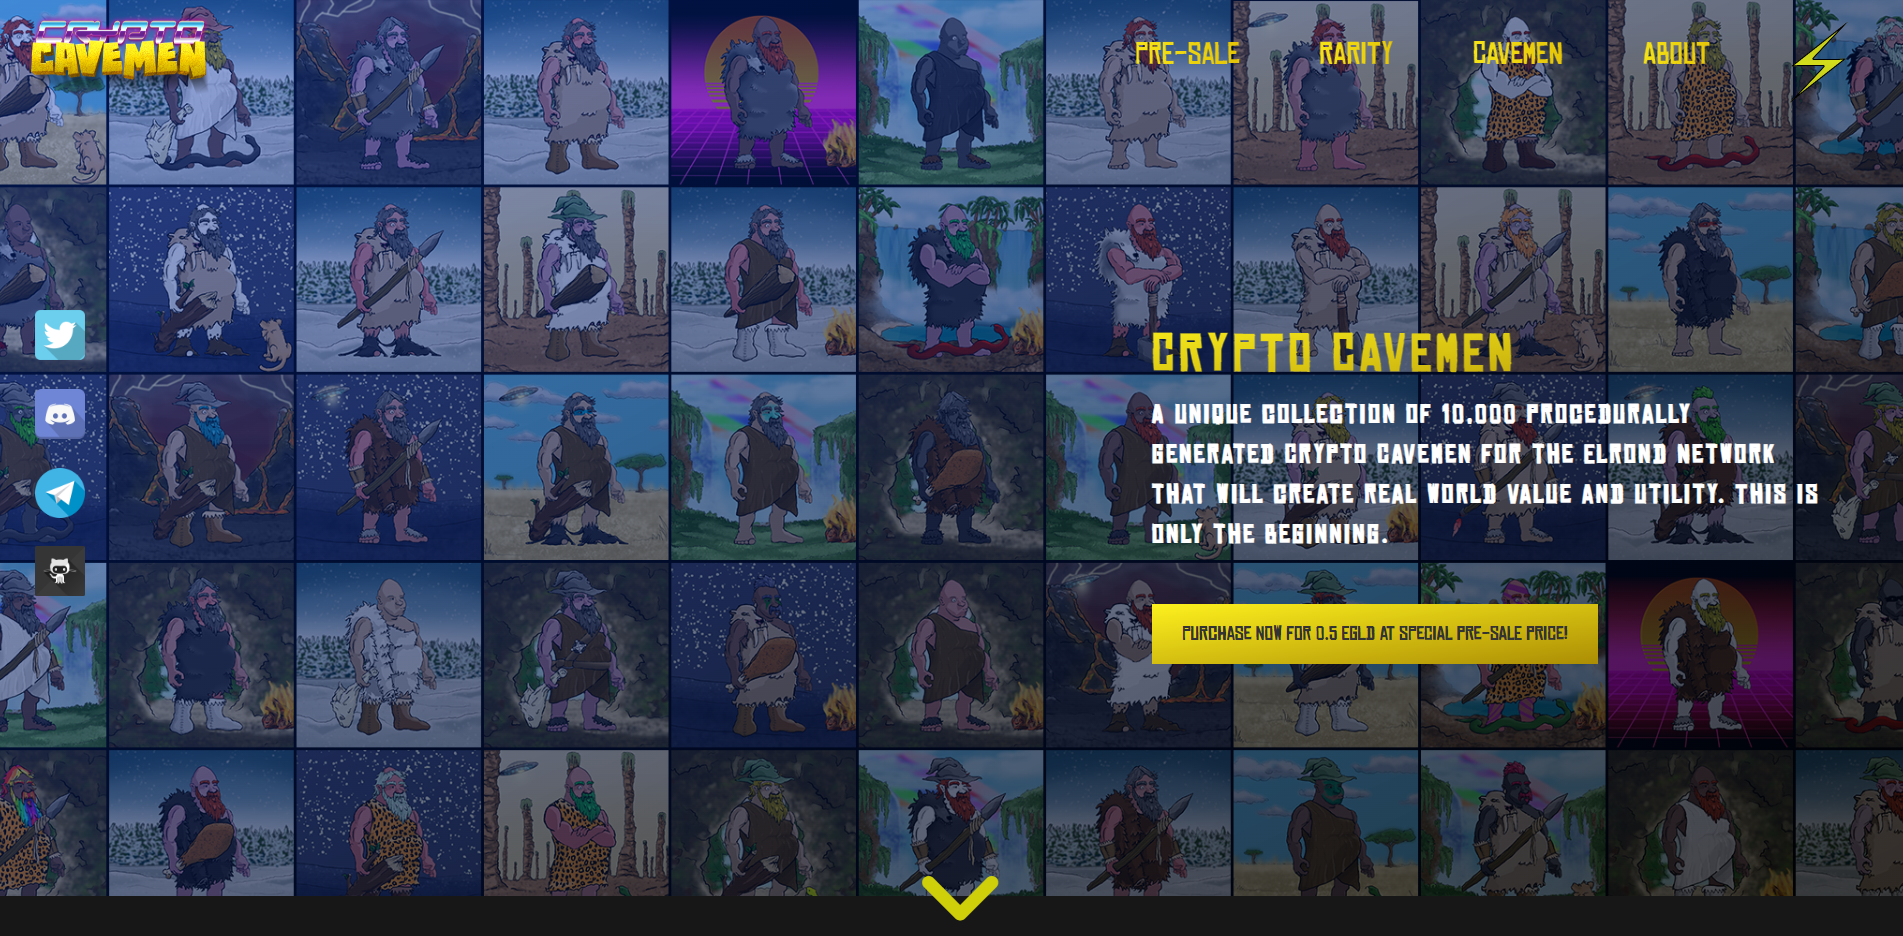 CRYPTO
CAVEMEN
PRE-SALE
RARITY
CAVEMEN
ABOUT
CRYPTO CAVEMEN
A UNIQUE COLLECTION OF 10,000 PROCEDURALLY
GENERATED CRYPTO CAVEMEN FOR THE ELROND NETWORK
THAT WILL CREATE REAL WORLD VALUE AND UTILITY. THIS IS
ONLY THE BEGINNING.
PURCHASE NOW FOR 0.5 EGLD AT SPECIAL PRE-SALE PRICE!